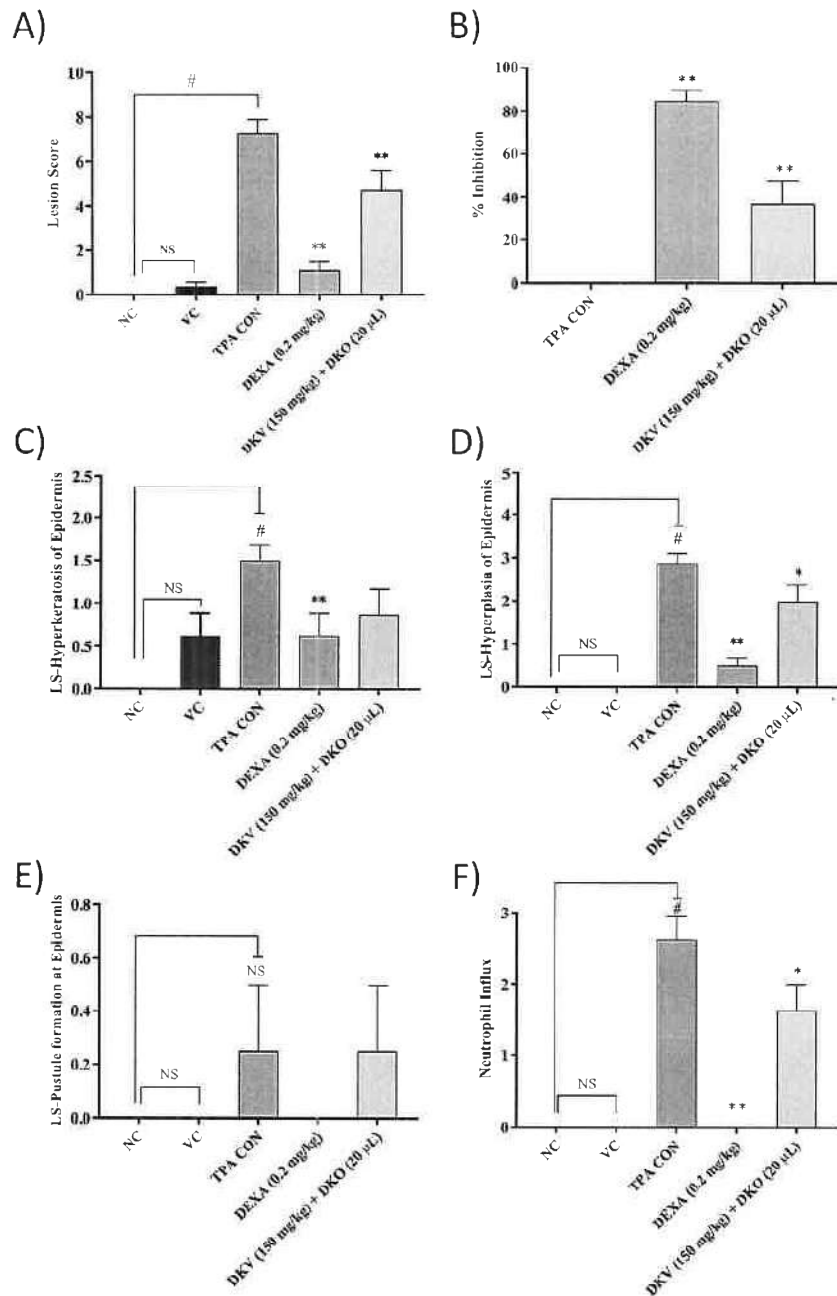 A)
Lesion Score
10
8
6
4
2
0
#
NS
**
**
NC
VC
TPA CON
DEXA (0.2 mg/kg)
DKV (150 mg/kg) + DKO (20 µL)
B)
% Inhibition
100
80
60
40
20
0
**
**
TPA CON
DEXA (0.2 mg/kg)
DKV (150 mg/kg) + DKO (20 µL)
C)
LS-Hyperkeratosis of Epidermis
2.5
2.0
1.5
1.0
0.5
0.0
NS
#
**
NC
VC
TPA CON
DEXA (0.2 mg/kg)
DKV (150 mg/kg) + DKO (20 µL)
D)
LS-Hyperplasia of Epidermis
5
4
3
2
1
0
NS
#
**
*
NC
VC
TPA CON
DEXA (0.2 mg/kg)
DKV (150 mg/kg) + DKO (20 µL)
E)
LS-Pustule formation at Epidermis
0.8
0.6
0.4
0.2
0.0
NS
NS
NC
VC
TPA CON
DEXA (0.2 mg/kg)
DKV (150 mg/kg) + DKO (20 µL)
F)
Neutrophil Influx
3
2
1
0
NS
#
**
*
NC
VC
TPA CON
DEXA (0.2 mg/kg)
DKV (150 mg/kg) + DKO (20 µL)